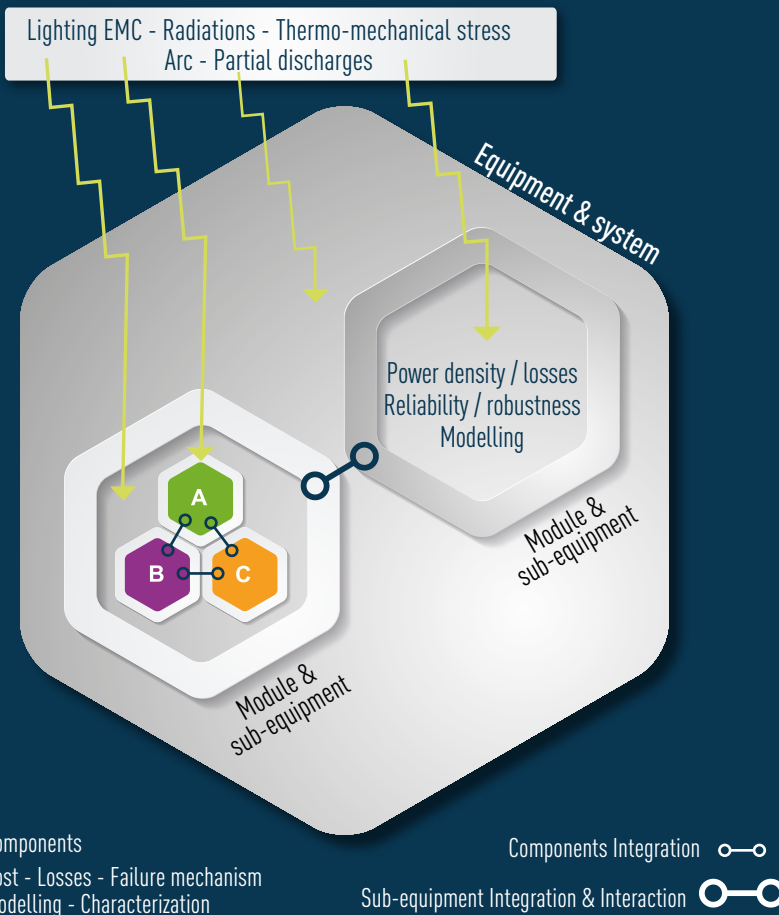 Lighting EMC - Radiations - Thermo-mechanical stress
Arc - Partial discharges
Equipment & system
Power density / losses
Reliability / robustness
Modelling
Module &
sub-equipment
A
B
C
Module &
sub-equipment
omponents
ost - Losses - Failure mechanism
odelling - Characterization
Components Integration
Sub-equipment Integration & Interaction